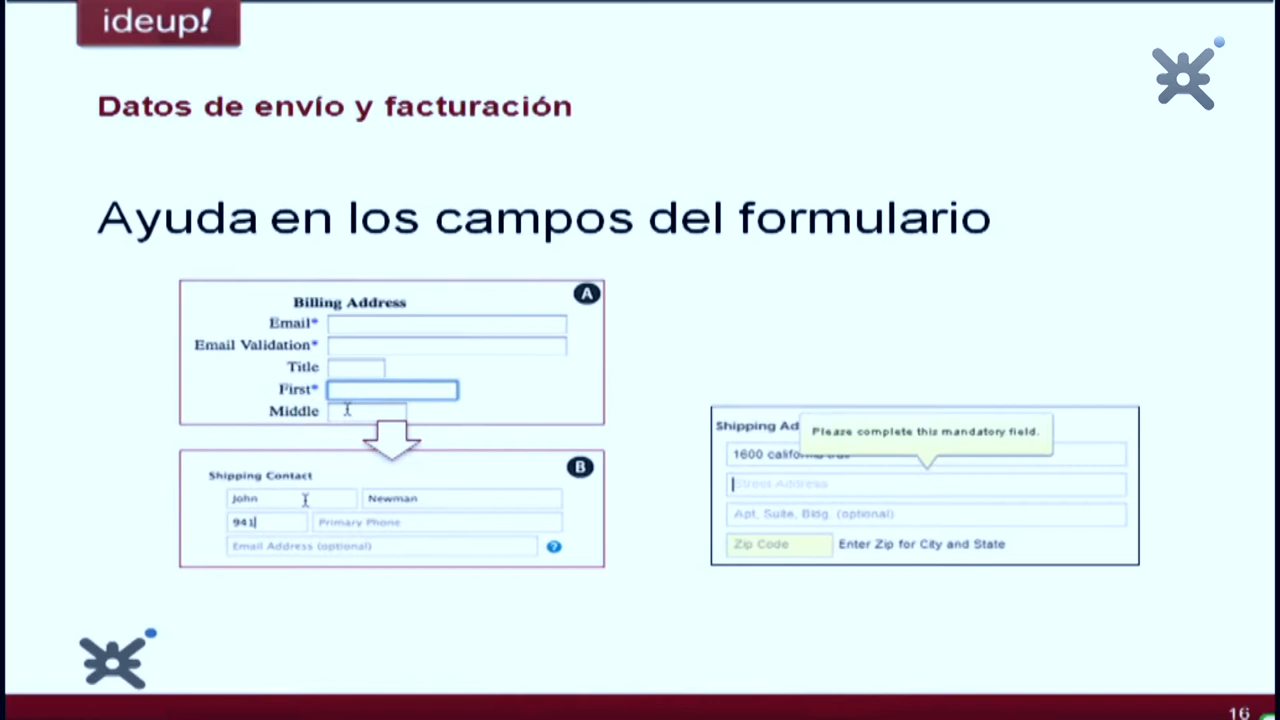 ideup!
Datos de envío y facturación
Ayuda en los campos del formulario
A
Billing Address
Email*
Email Validation*
Title
First*
Middle
B
Shipping Contact
John Newman
941 Primary Phone
Email Address (optional) ?
Shipping Ad
Please complete this mandatory field.
1600
Street Address
Apt, Suite, Bldg. (optional)
Zip Code Enter Zip for City and State
16